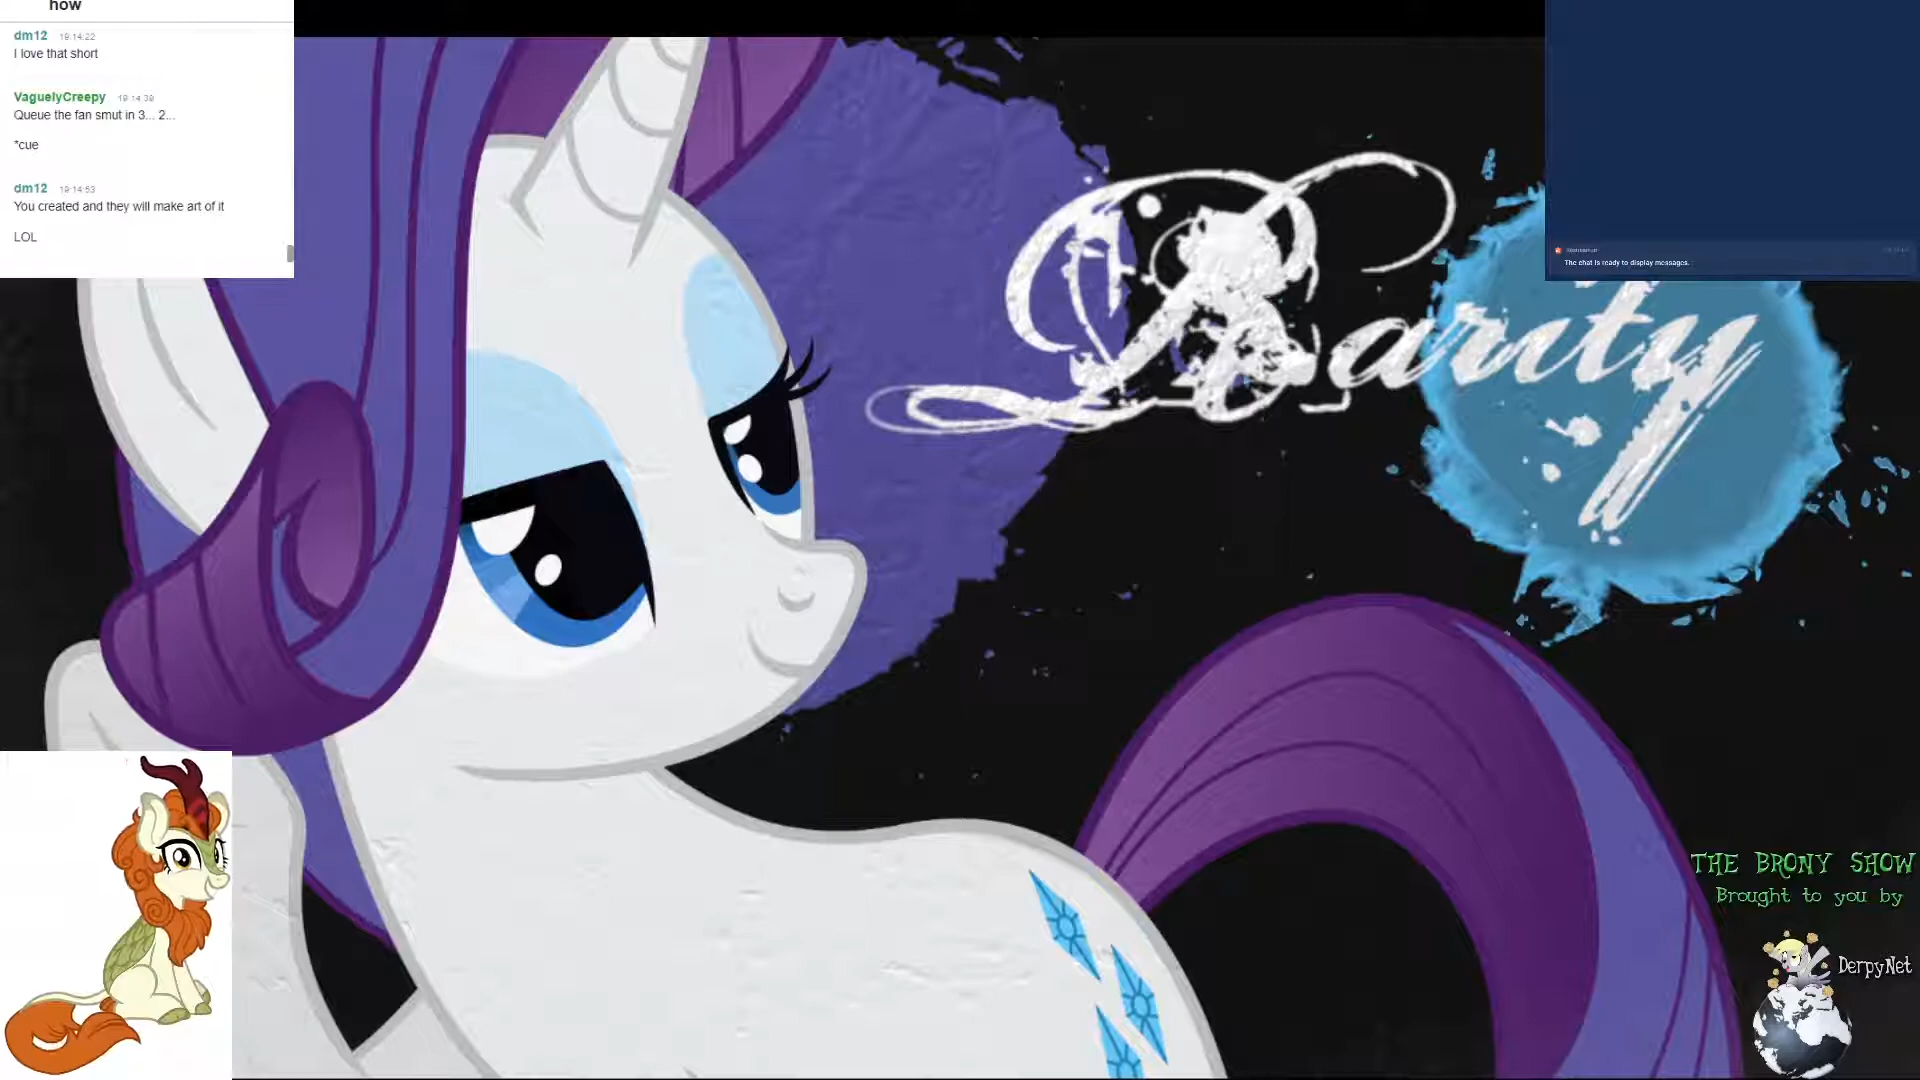 how
dm12 19:14:22
I love that short
VaguelyCreepy 19:14:39
Queue the fan smut in 3... 2...
*cue
dm12 19:14:53
You created and they will make art of it
LOL
Rarity
The chat is ready to display messages.
THE BRONY SHOW
Brought to you by
DerpyNet